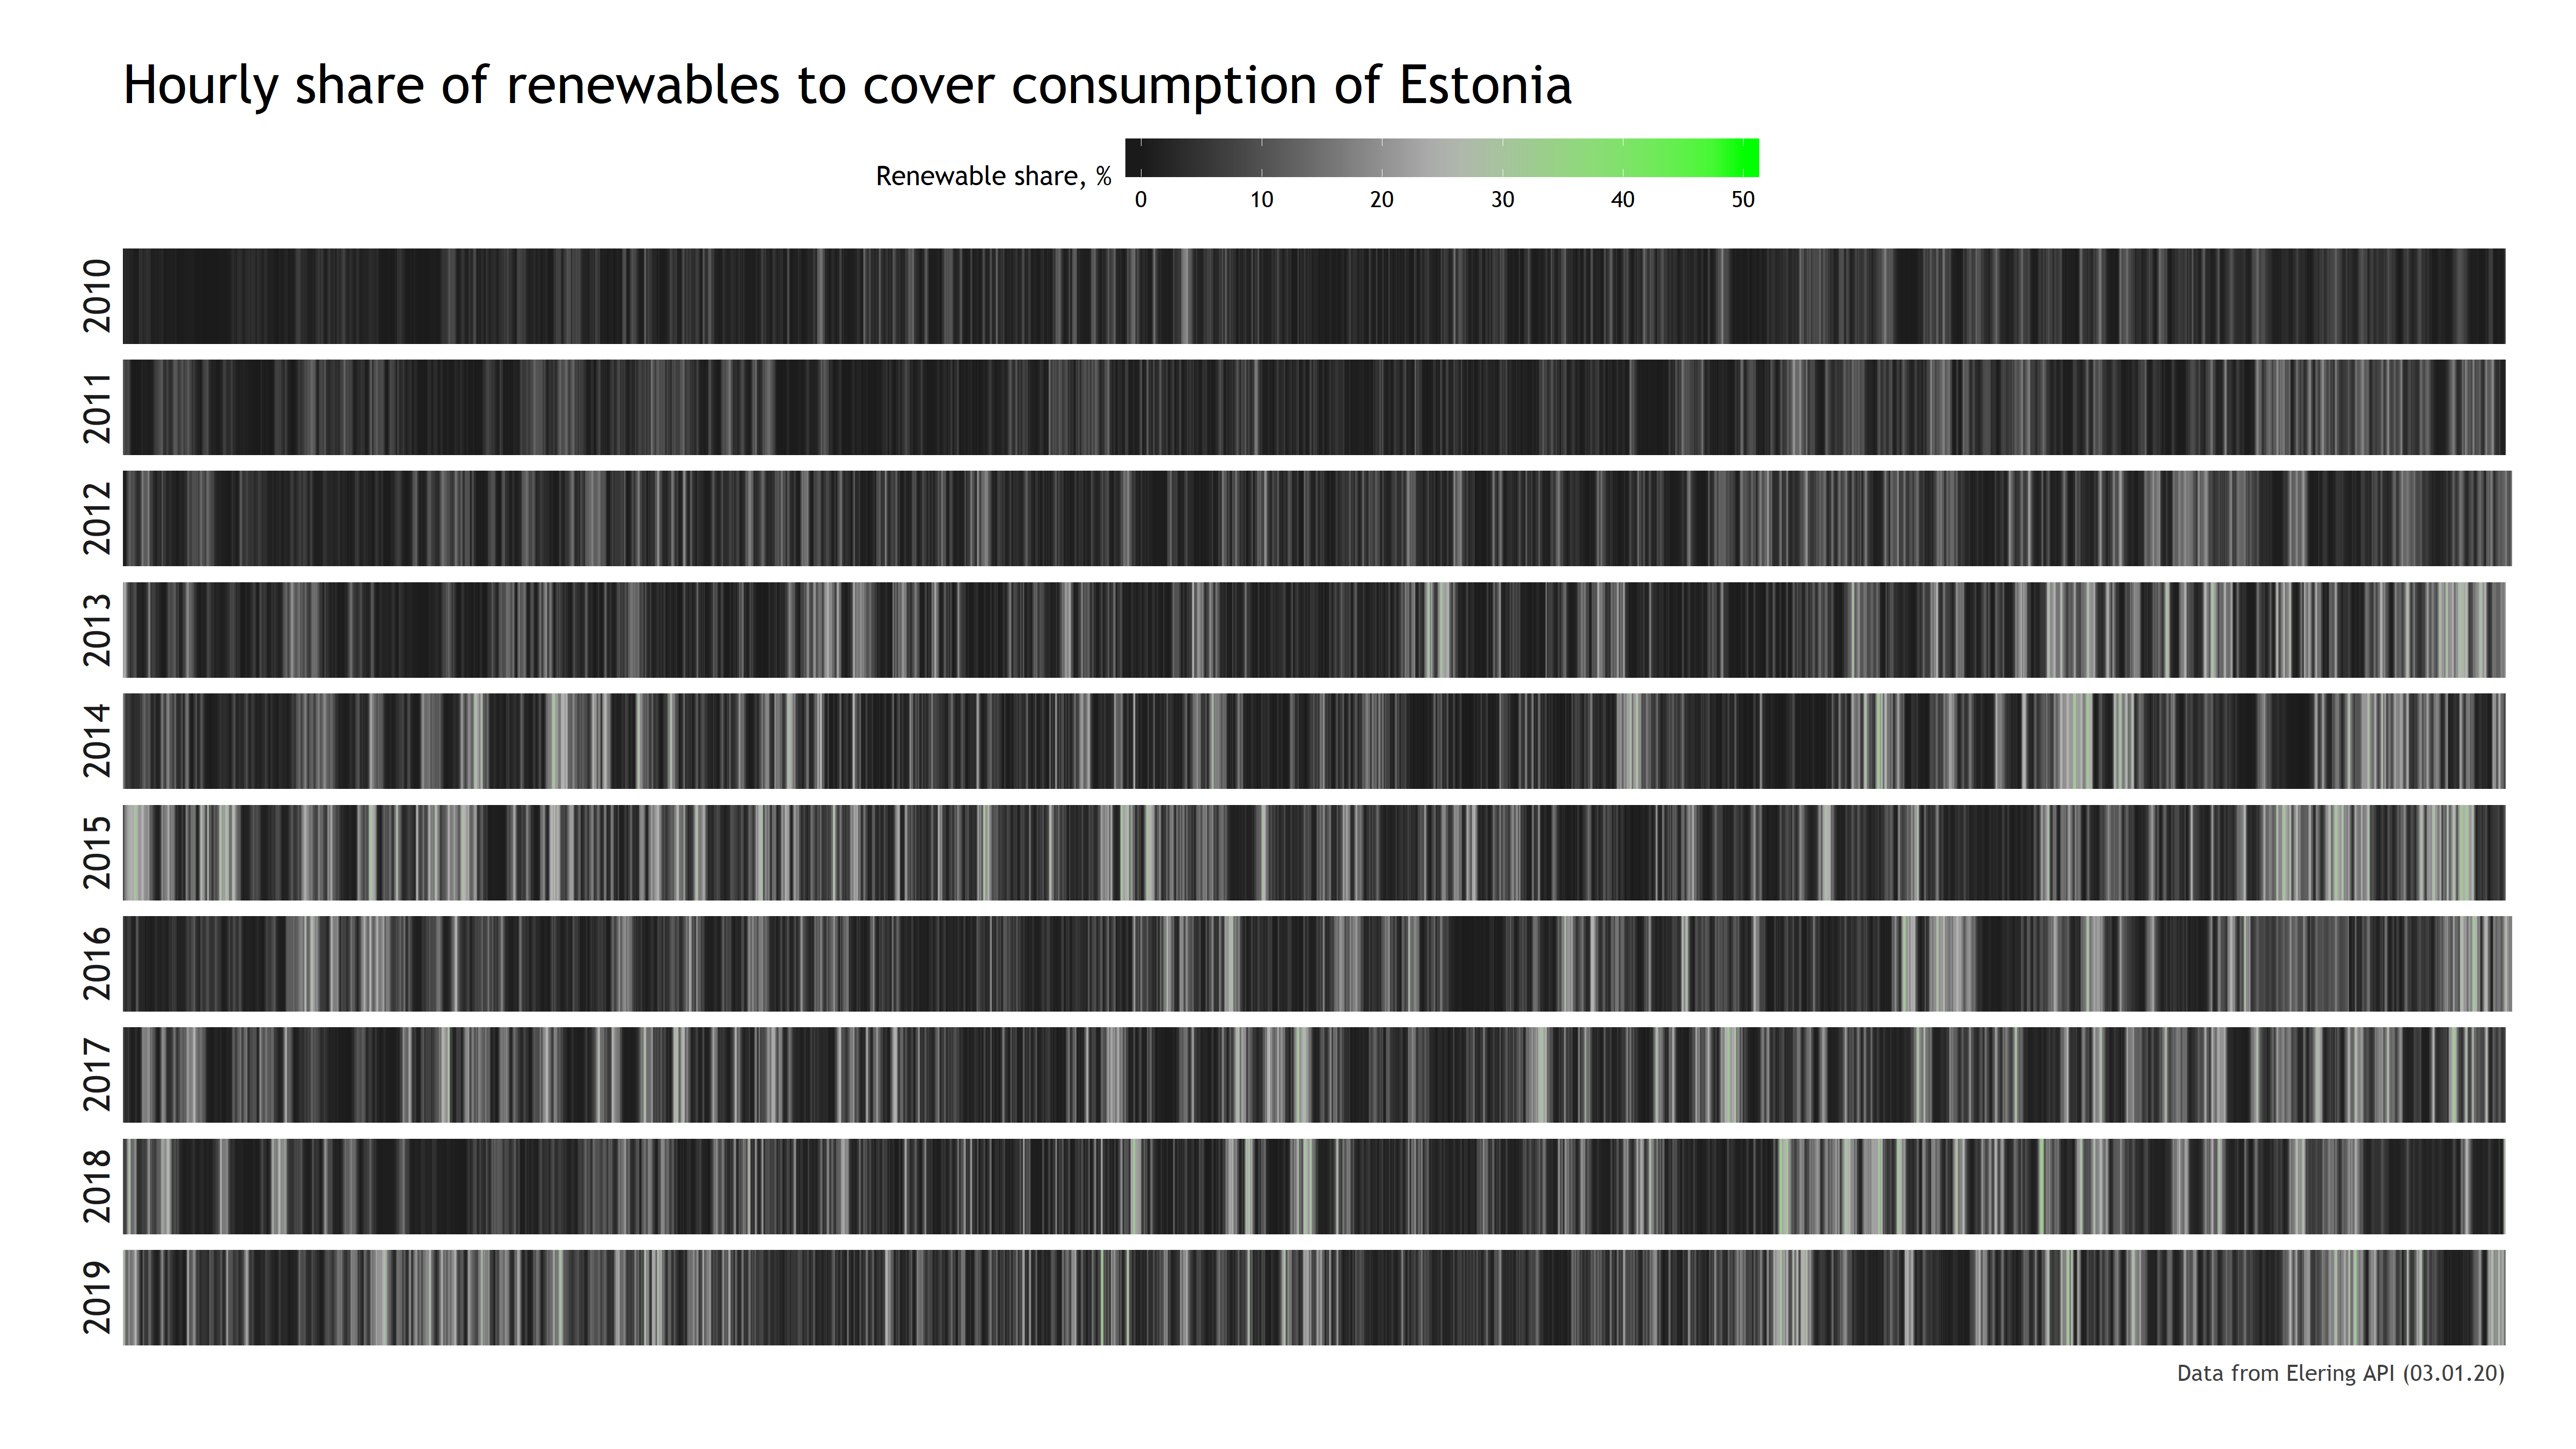 Hourly share of renewables to cover consumption of Estonia
Renewable share, %
0 10 20 30 40 50
2010
2011
2012
2013
2014
2015
2016
2017
2018
2019
Data from Elering API (03.01.20)